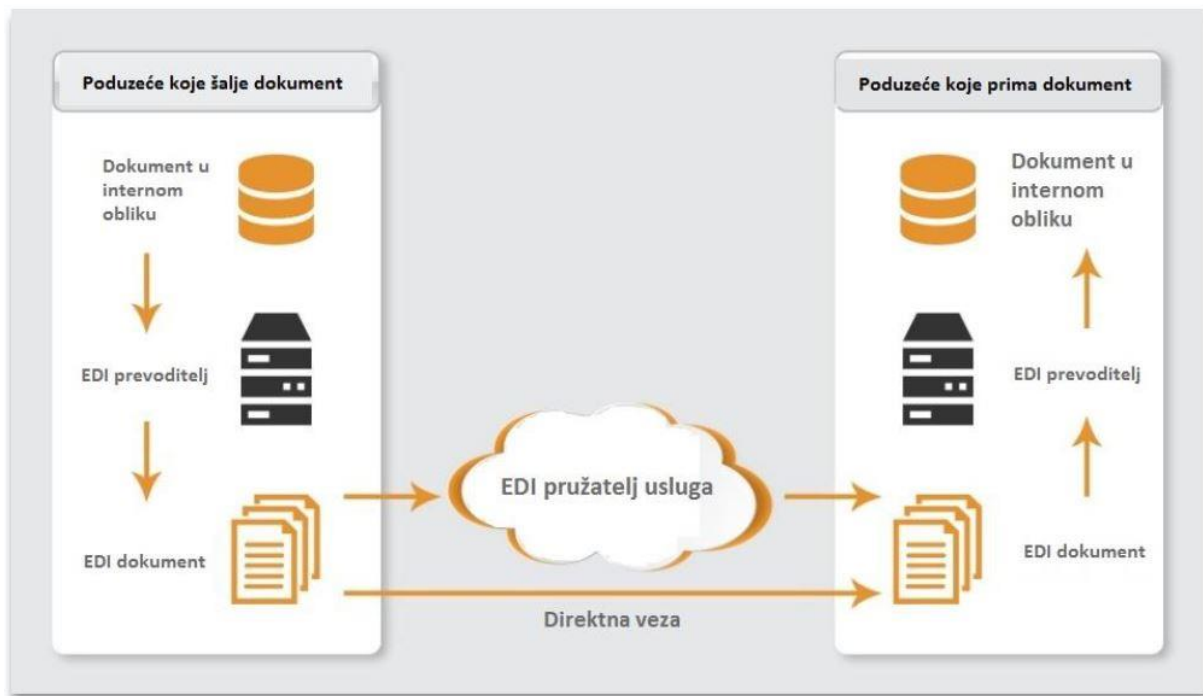 Poduzeće koje šalje dokument
Dokument u
internom
obliku
EDI prevoditelj
EDI dokument
EDI pružatelj usluga
Direktna veza
Poduzeće koje prima dokument
Dokument u
internom
obliku
EDI prevoditelj
EDI dokument